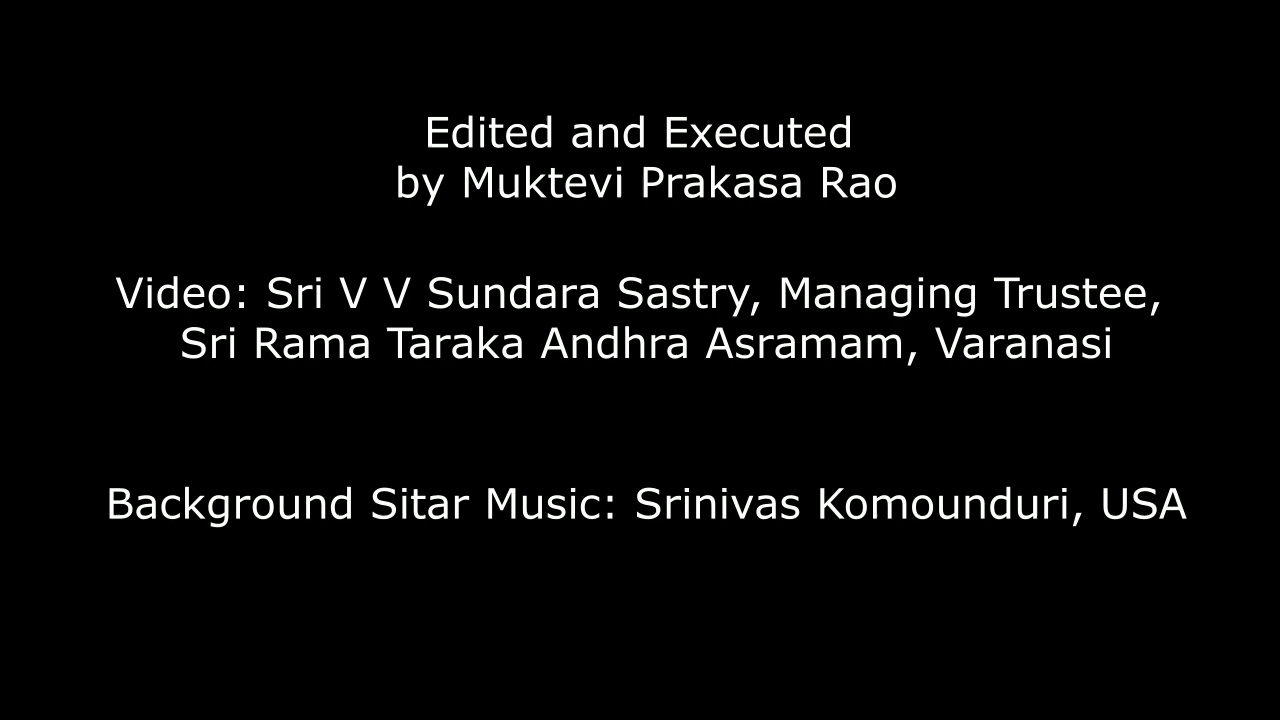 Edited and Executed
by Muktevi Prakasa Rao
Video: Sri V V Sundara Sastry, Managing Trustee,
Sri Rama Taraka Andhra Asramam, Varanasi
Background Sitar Music: Srinivas Komounduri, USA